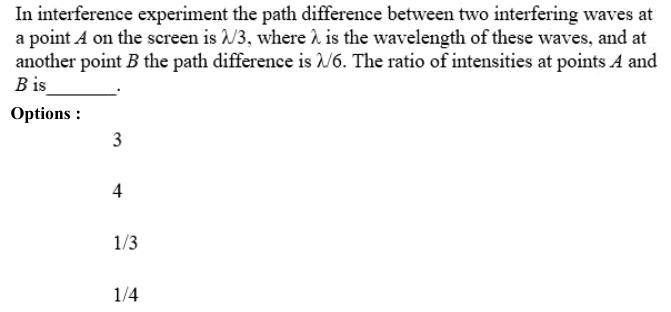 In interference experiment the path difference between two interfering waves at
a point A on the screen is λ/3, where λ is the wavelength of these waves, and at
another point B the path difference is λ/6. The ratio of intensities at points A and
B is________.
Options :
3
4
1/3
1/4